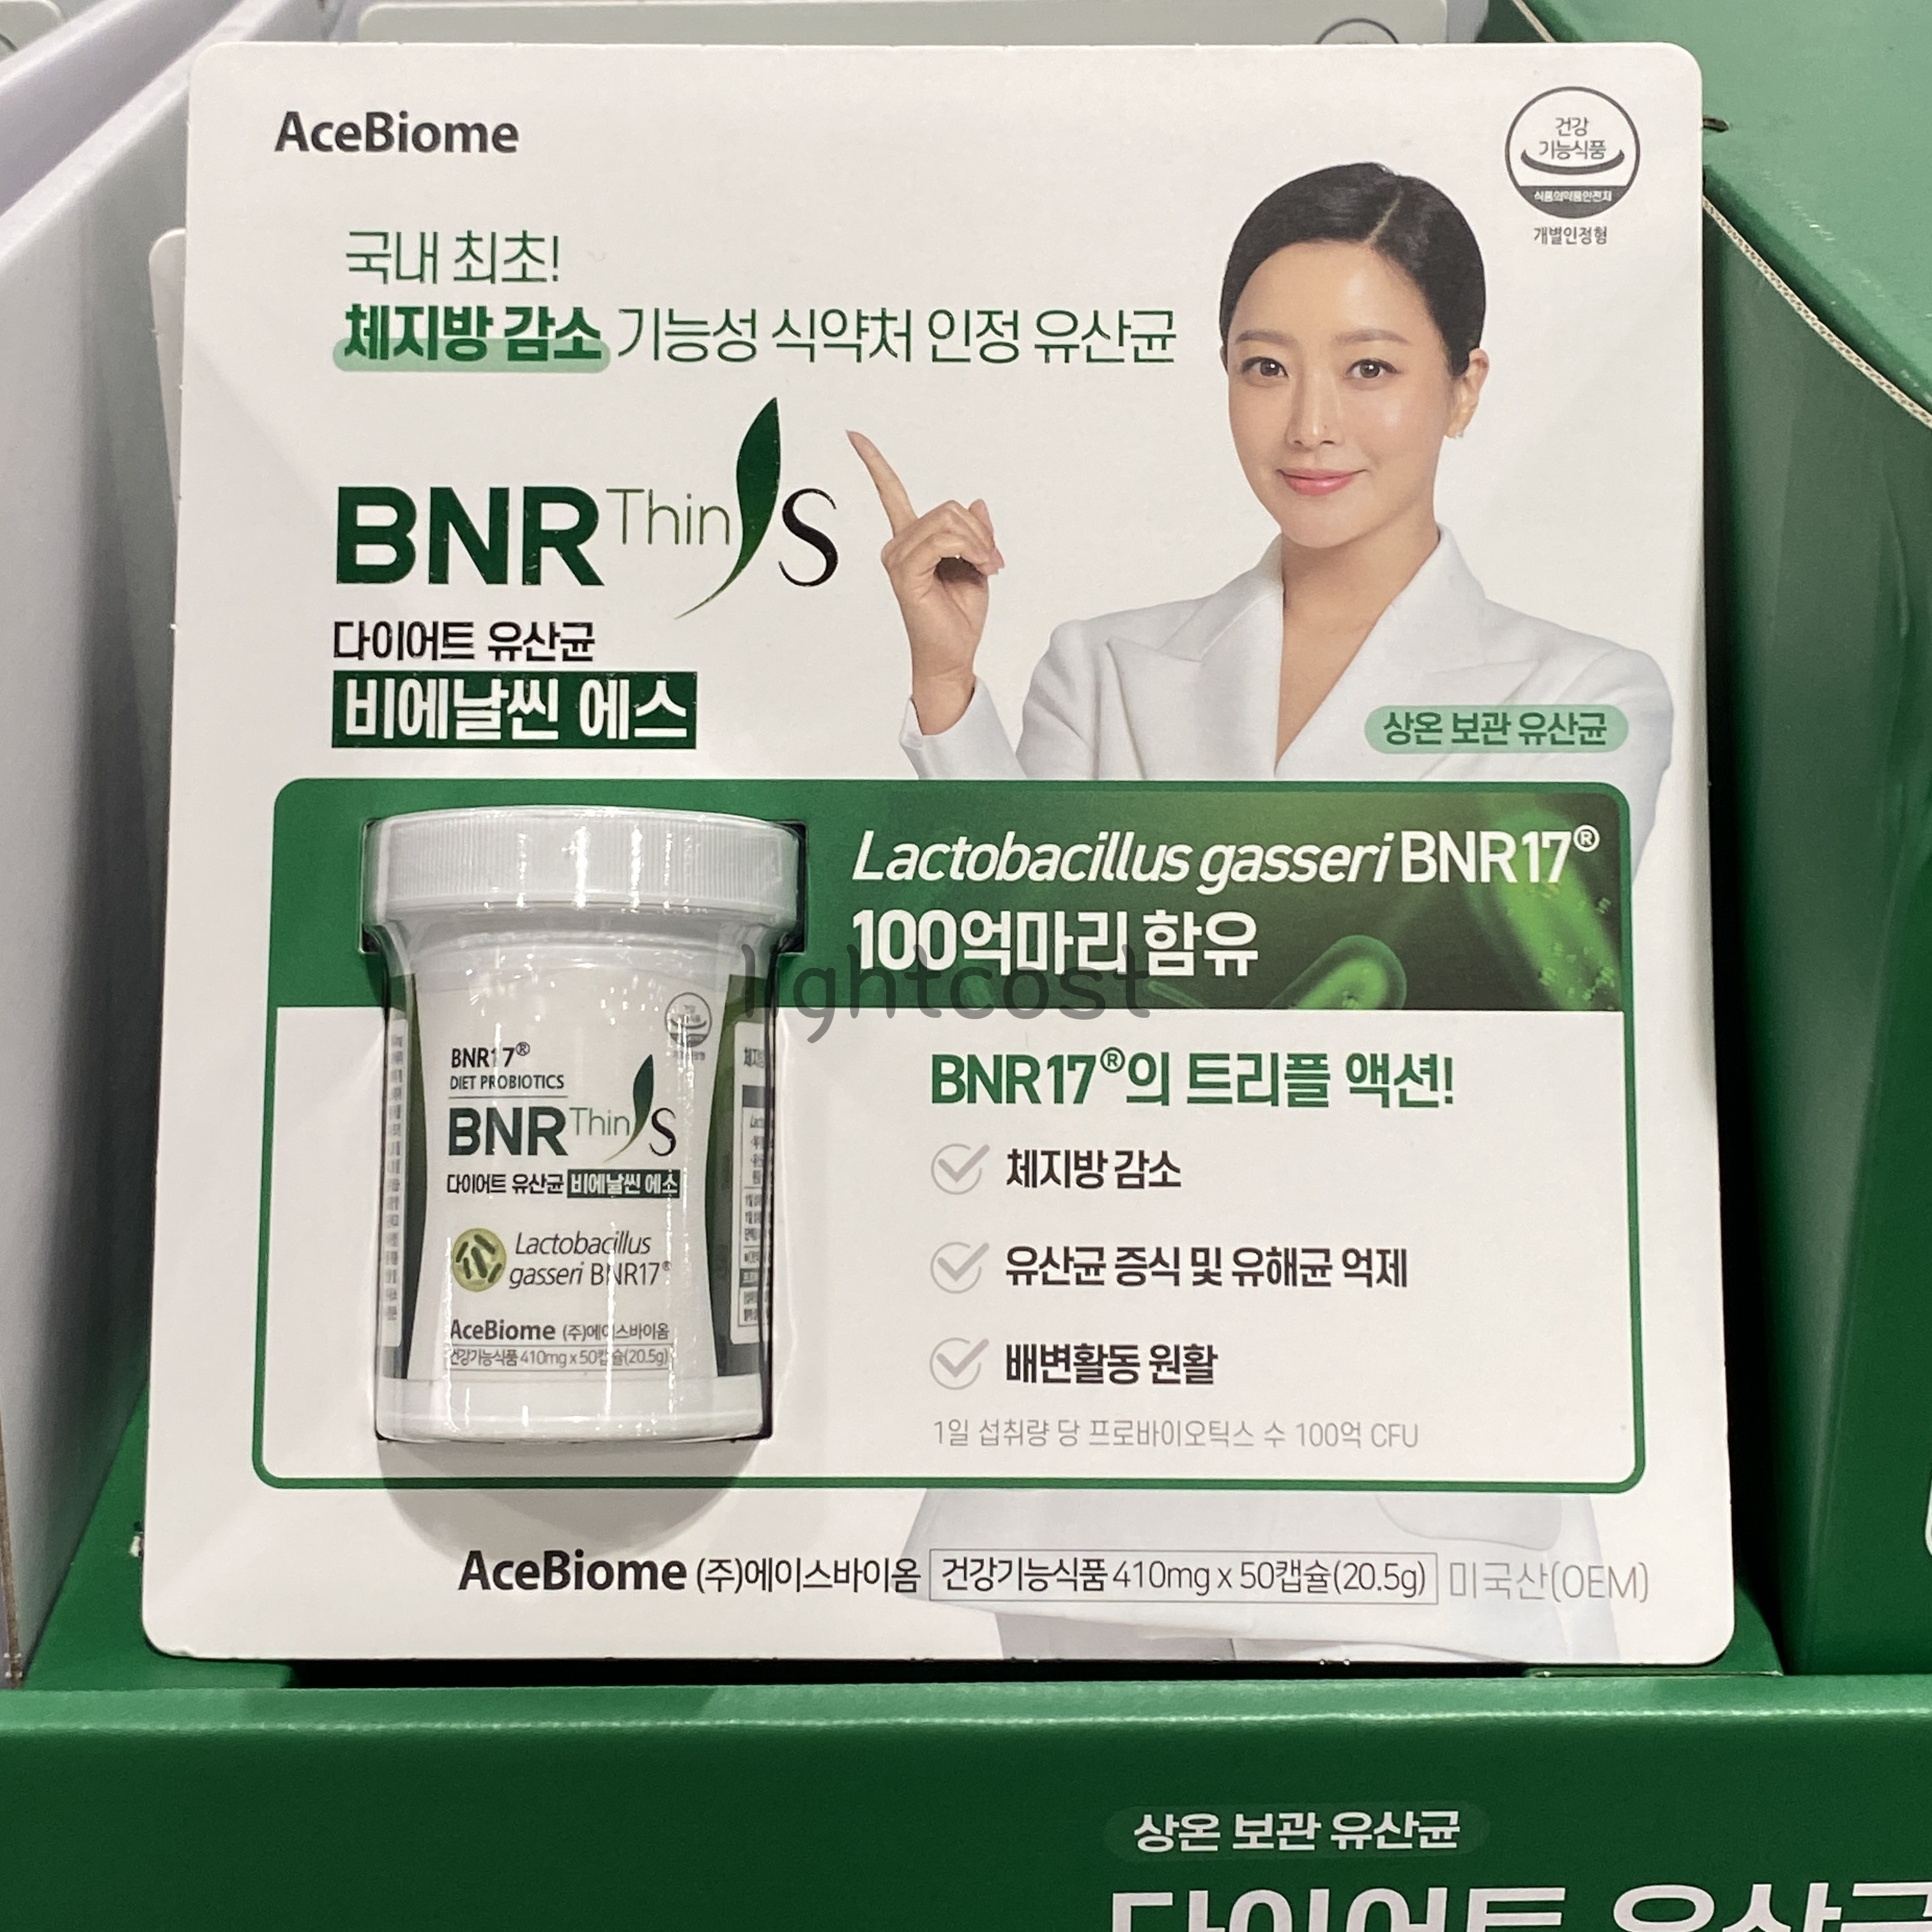 AceBiome
건강
기능식품
식품의약품안전처
개별인정형
국내 최초!
체지방 감소 기능성 식약처 인정 유산균
BNR Thin S
다이어트 유산균
비에날씬 에스
상온 보관 유산균
Lactobacillus gasseri BNR17®
100억마리 함유
lightcost
BNR17®
DIET PROBIOTICS
BNR Thin S
다이어트 유산균 비에날씬 에스
Lactobacillus
gasseri BNR17®
AceBiome (주)에이스바이옴
건강기능식품 410mg x 50캡슐(20.5g)
BNR17®의 트리플 액션!
체지방 감소
유산균 증식 및 유해균 억제
배변활동 원활
1일 섭취량 당 프로바이오틱스 수 100억 CFU
AceBiome (주)에이스바이옴 건강기능식품 410mg x 50캡슐(20.5g) 미국산(OEM)
상온 보관 유산균
다이어트 유산균